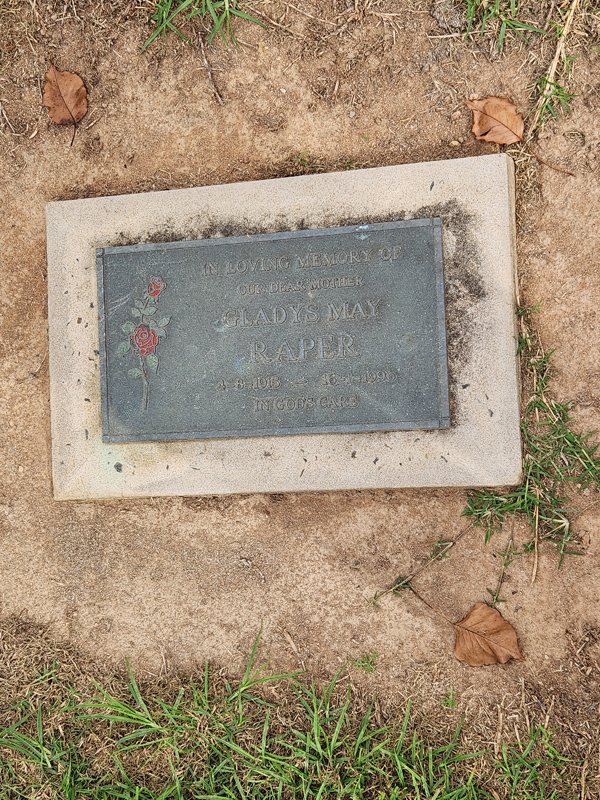 IN LOVING MEMORY OF
OUR DEAR MOTHER
GLADYS MAY
RAPER
IN GOD'S CARE